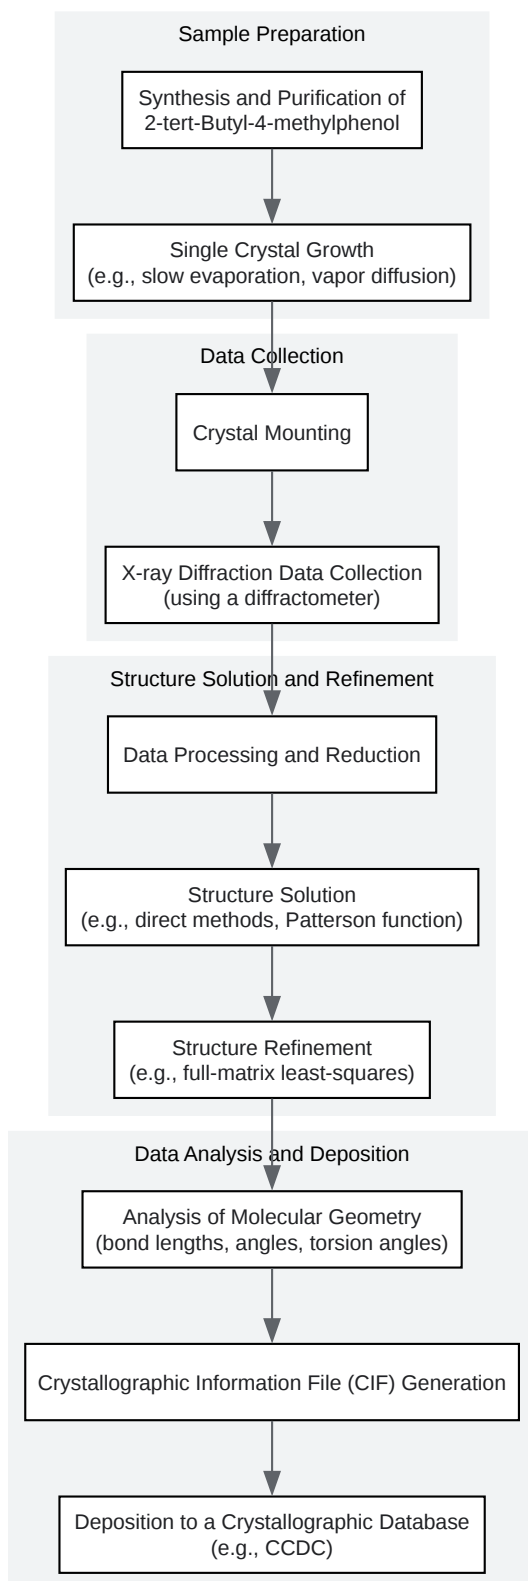 Sample Preparation
Synthesis and Purification of
2-tert-Butyl-4-methylphenol
Single Crystal Growth
(e.g., slow evaporation, vapor diffusion)
Data Collection
Crystal Mounting
X-ray Diffraction Data Collection
(using a diffractometer)
Structure Solution and Refinement
Data Processing and Reduction
Structure Solution
(e.g., direct methods, Patterson function)
Structure Refinement
(e.g., full-matrix least-squares)
Data Analysis and Deposition
Analysis of Molecular Geometry
(bond lengths, angles, torsion angles)
Crystallographic Information File (CIF) Generation
Deposition to a Crystallographic Database
(e.g., CCDC)